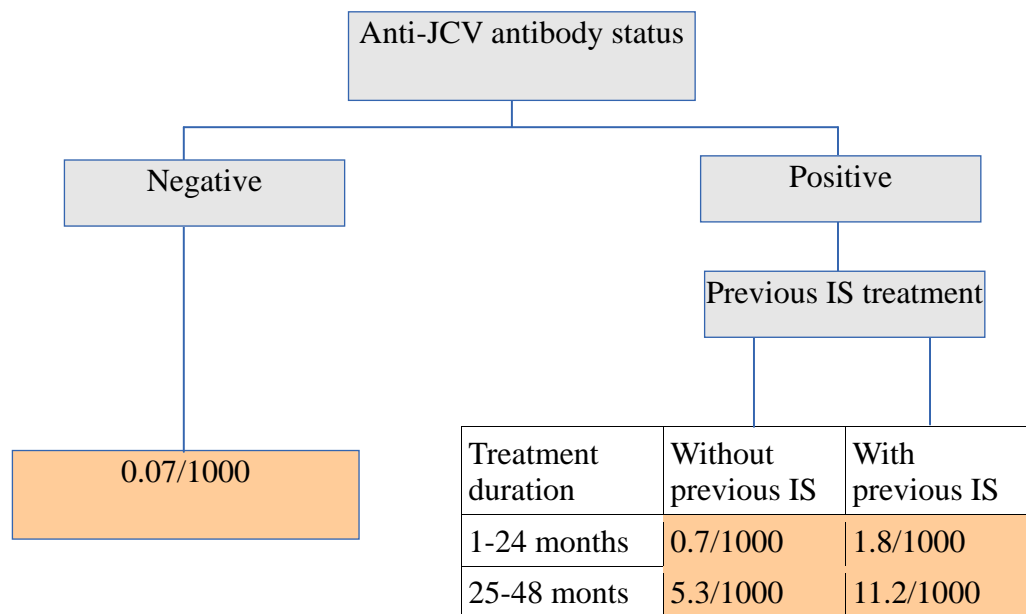 Anti-JCV antibody status
Negative
Positive
Previous IS treatment
0.07/1000
Treatment duration
Without previous IS
With previous IS
1-24 months
0.7/1000
1.8/1000
25-48 monts
5.3/1000
11.2/1000